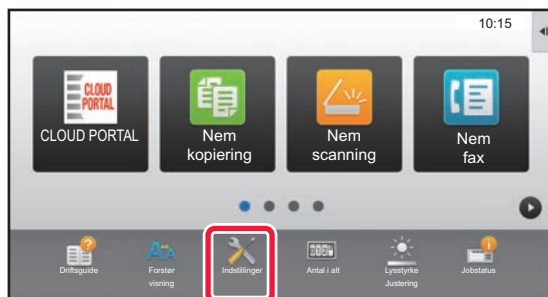 10:15
CLOUD
PORTAL
CLOUD PORTAL
Nem
kopiering
Nem
scanning
Nem
fax
Driftsguide
Forstør
visning
Indstillinger
Antal i alt
Lysstyrke
Justering
Jobstatus